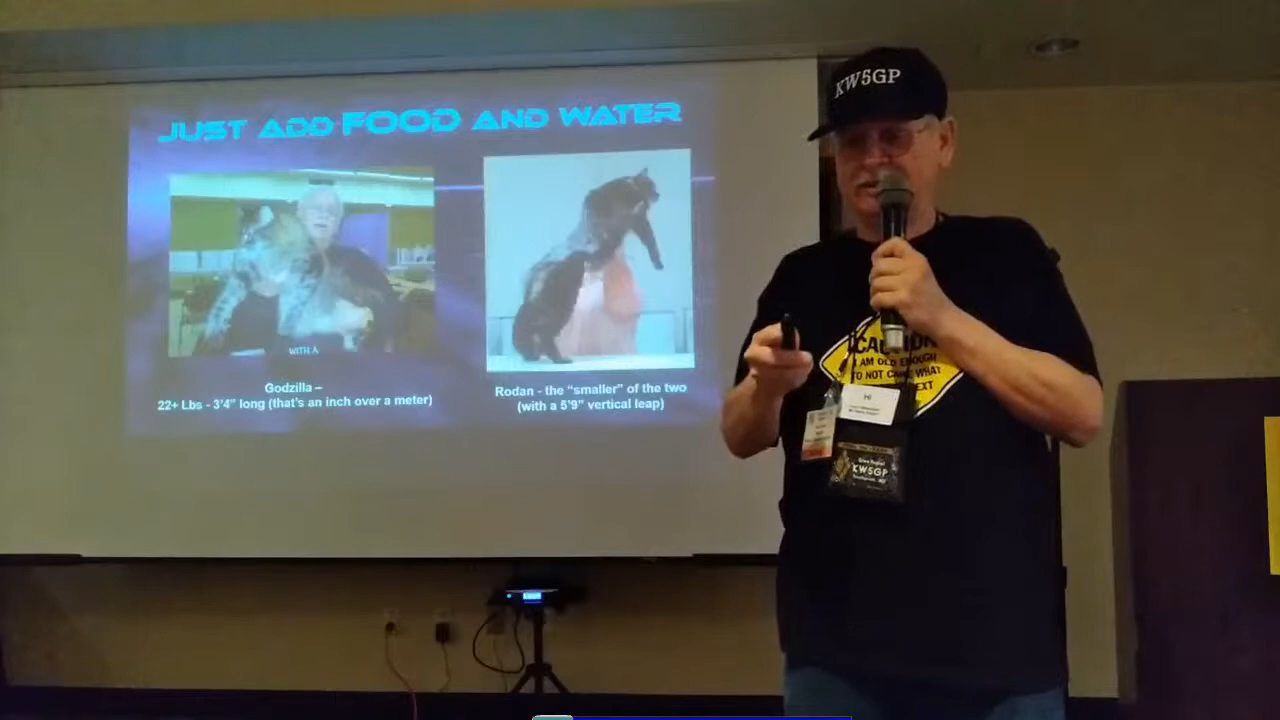 JUST ADD FOOD AND WATER
WITH A
Godzilla –
22+ Lbs - 3'4" long (that's an inch over a meter)
Rodan - the “smaller” of the two
(with a 5'9" vertical leap)
KW5GP
CAUTION
I AM OLD ENOUGH
TO NOT CARE WHAT
EXT
HI
KW5GP